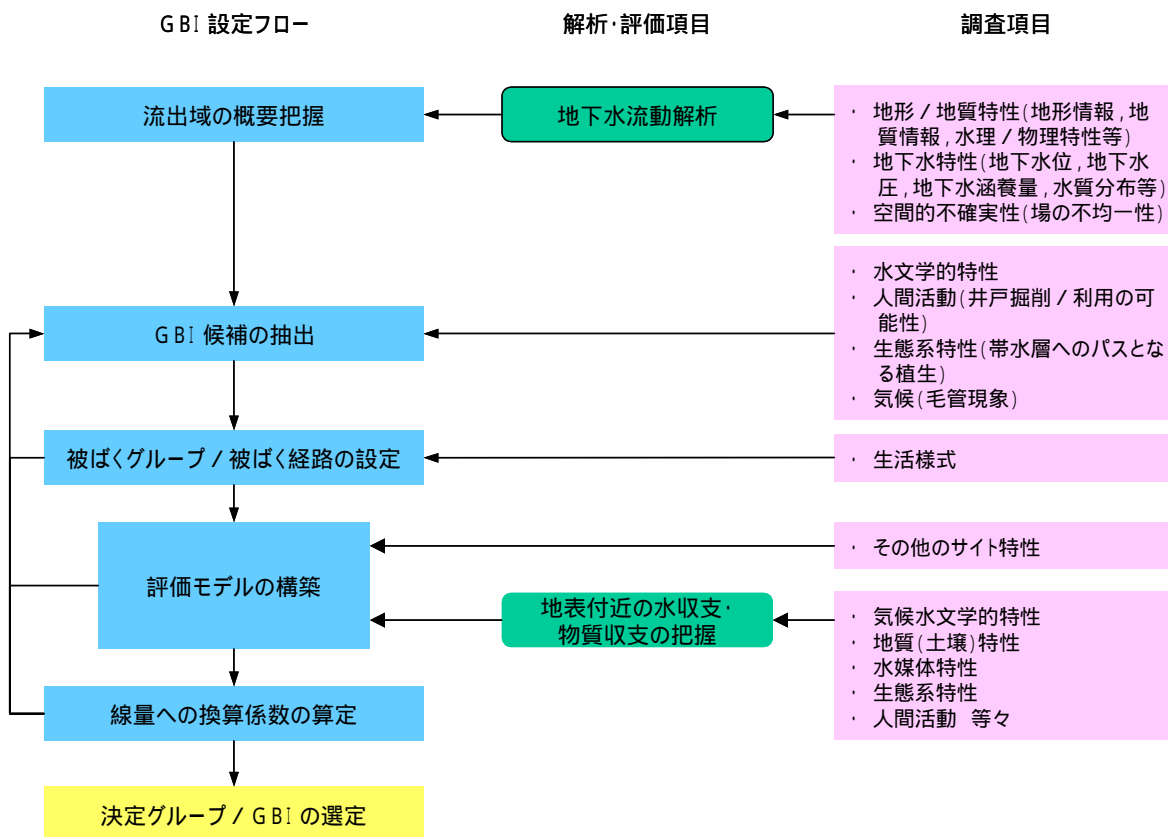 GBI 設定フロー
解析･評価項目
調査項目
流出域の概要把握
地下水流動解析
･ 地形 / 地質特性(地形情報,地
質情報,水理 / 物理特性等)
･ 地下水特性(地下水位,地下水
圧,地下水涵養量,水質分布等)
･ 空間的不確実性(場の不均一性)
GBI 候補の抽出
･ 水文学的特性
･ 人間活動(井戸掘削 / 利用の可
能性)
･ 生態系特性(帯水層へのパスとな
る植生)
･ 気候(毛管現象)
被ばくグループ / 被ばく経路の設定
･ 生活様式
評価モデルの構築
･ その他のサイト特性
地表付近の水収支･
物質収支の把握
･ 気候水文学的特性
･ 地質(土壌)特性
･ 水媒体特性
･ 生態系特性
･ 人間活動 等々
線量への換算係数の算定
決定グループ / GBI の選定